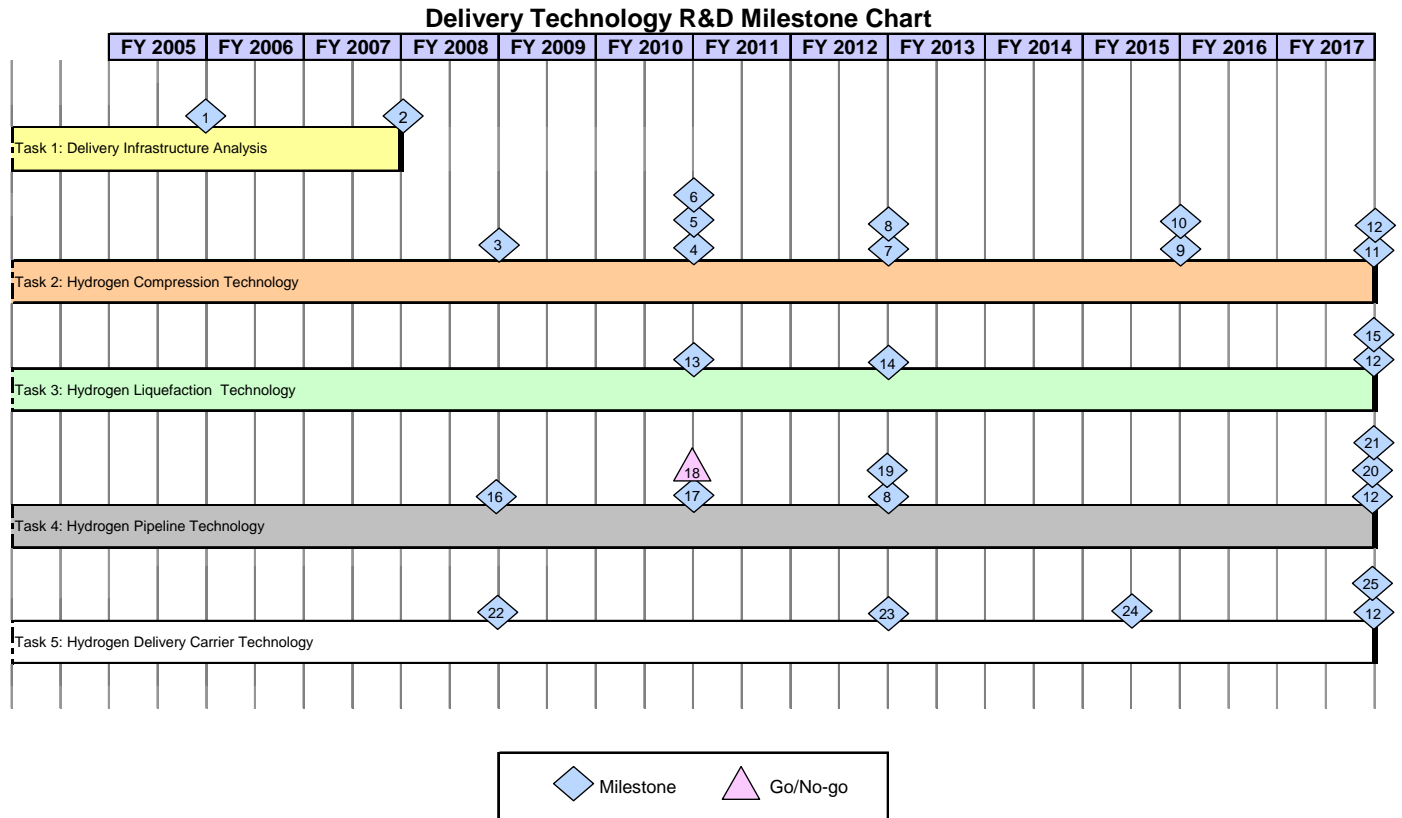 Delivery Technology R&D Milestone Chart
FY 2005 FY 2006 FY 2007 FY 2008 FY 2009 FY 2010 FY 2011 FY 2012 FY 2013 FY 2014 FY 2015 FY 2016 FY 2017
1 2
Task 1: Delivery Infrastructure Analysis
6
5 8 10 12
3 4 7 9 11
Task 2: Hydrogen Compression Technology
15
13 14 12
Task 3: Hydrogen Liquefaction Technology
21
18 19 20
16 17 8 12
Task 4: Hydrogen Pipeline Technology
25
22 23 24 12
Task 5: Hydrogen Delivery Carrier Technology
Milestone Go/No-go